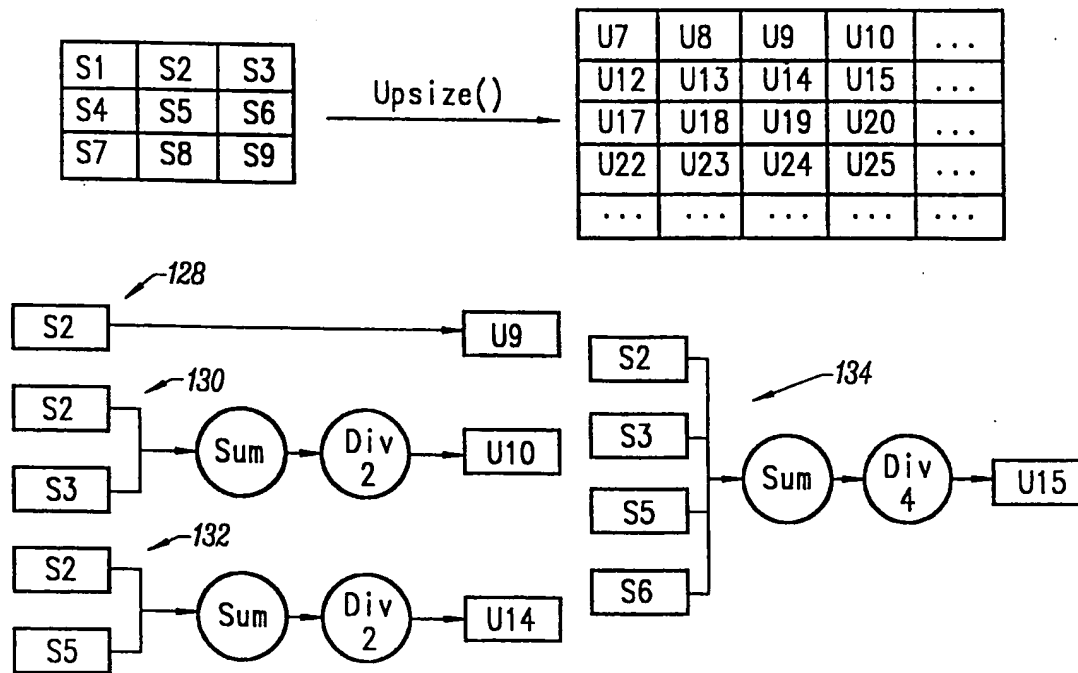 S1 S2 S3
S4 S5 S6
S7 S8 S9
Upsize()
U7 U8 U9 U10 ...
U12 U13 U14 U15 ...
U17 U18 U19 U20 ...
U22 U23 U24 U25 ...
... ... ... ... ...
128
S2 U9
130
S2
S3
Sum
Div
2
U10
132
S2
S5
Sum
Div
2
U14
134
S2
S3
S5
S6
Sum
Div
4
U15